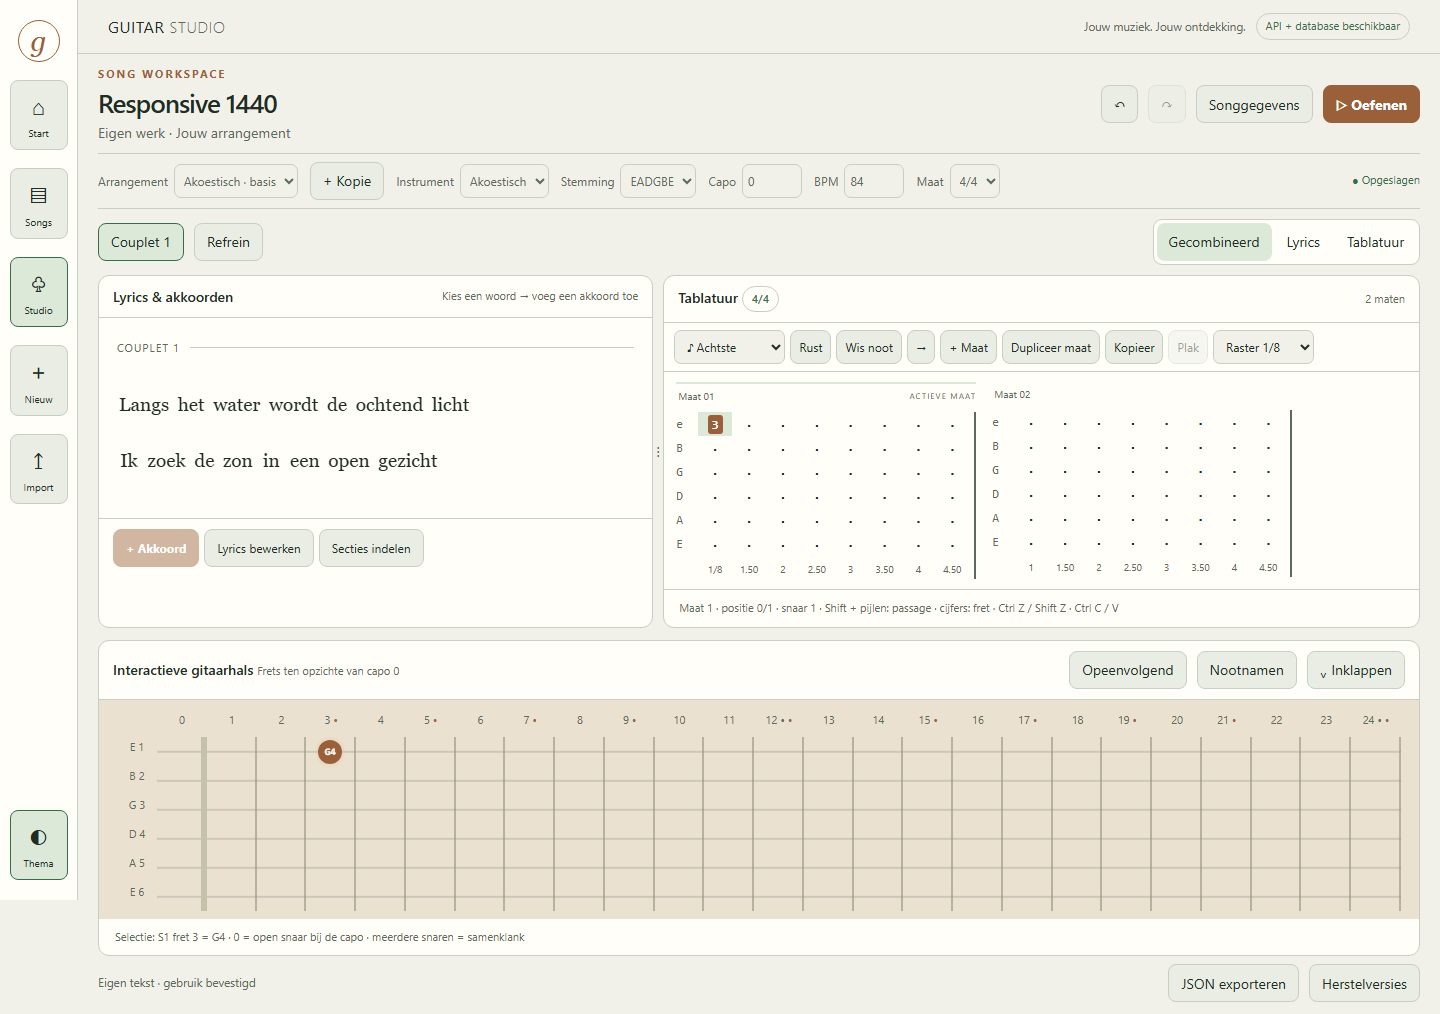 g
Start
Songs
Studio
Nieuw
Import
Thema
GUITAR STUDIO
Jouw muziek. Jouw ontdekking.
API + database beschikbaar
SONG WORKSPACE
Responsive 1440
Eigen werk · Jouw arrangement
Songgegevens
Oefenen
Arrangement Akoestisch · basis + Kopie Instrument Akoestisch Stemming EADGBE Capo 0 BPM 84 Maat 4/4
Opgeslagen
Couplet 1
Refrein
Gecombineerd Lyrics Tablatuur
Lyrics & akkoorden
Kies een woord → voeg een akkoord toe
COUPLET 1
Langs het water wordt de ochtend licht
Ik zoek de zon in een open gezicht
+ Akkoord
Lyrics bewerken
Secties indelen
Tablatuur 4/4
2 maten
♪ Achtste Rust Wis noot → + Maat Dupliceer maat Kopieer Plak Raster 1/8
Maat 01 ACTIEVE MAAT
e 3
B
G
D
A
E
1/8 1.50 2 2.50 3 3.50 4 4.50
Maat 02
e
B
G
D
A
E
1 1.50 2 2.50 3 3.50 4 4.50
Maat 1 · positie 0/1 · snaar 1 · Shift + pijlen: passage · cijfers: fret · Ctrl Z / Shift Z · Ctrl C / V
Interactieve gitaarhals Frets ten opzichte van capo 0
Opeenvolgend
Nootnamen
v Inklappen
0 1 2 3 • 4 5 • 6 7 • 8 9 • 10 11 12 • • 13 14 15 • 16 17 • 18 19 • 20 21 • 22 23 24 • •
E 1 G4
B 2
G 3
D 4
A 5
E 6
Selectie: S1 fret 3 = G4 · 0 = open snaar bij de capo · meerdere snaren = samenklank
Eigen tekst · gebruik bevestigd
JSON exporteren
Herstelversies